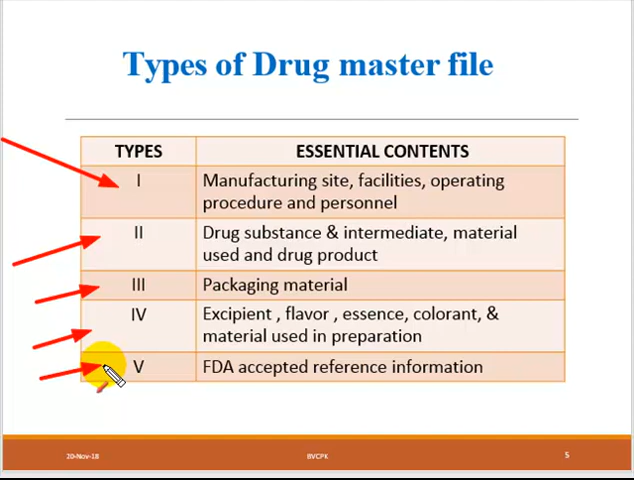 Types of Drug master file
TYPES
ESSENTIAL CONTENTS
I
Manufacturing site, facilities, operating
procedure and personnel
II
Drug substance & intermediate, material
used and drug product
III
Packaging material
IV
Excipient , flavor , essence, colorant, &
material used in preparation
V
FDA accepted reference information
20-Nov-18
BVCPK
5